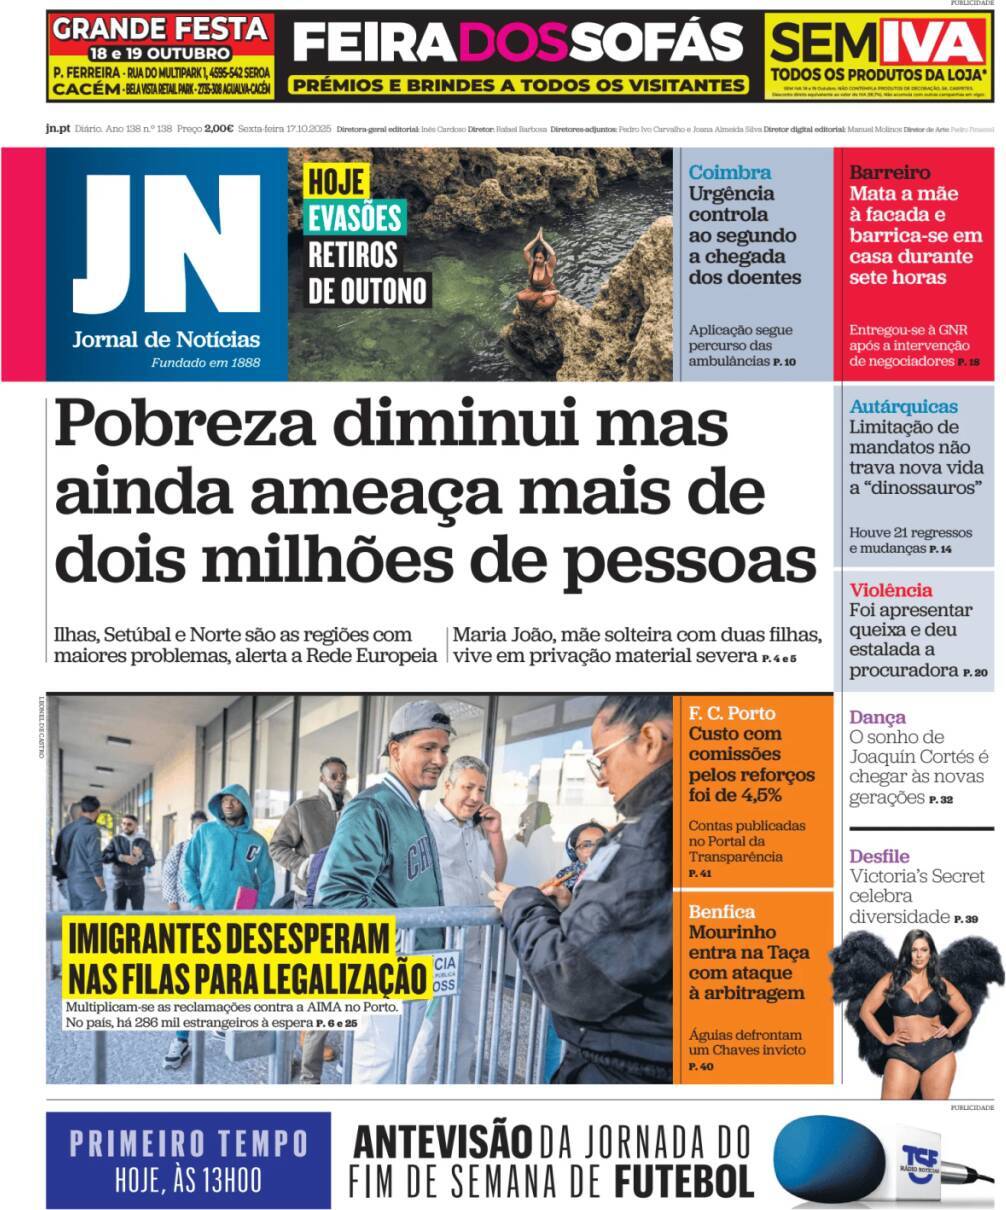 PUBLICIDADE
GRANDE FESTA
18 e 19 OUTUBRO
P. FERREIRA - RUA DO MULTIPARK 1, 4595-542 SEROA
CACÉM - BELA VISTA RETAIL PARK - 2735-308 AGUALVA-CACÉM
FEIRADOSSOFÁS
PRÉMIOS E BRINDES A TODOS OS VISITANTES
SEMIVA
TODOS OS PRODUTOS DA LOJA*
jn.pt Diário. Ano 138 n.º 138 Preço 2,00€ Sexta-feira 17.10.2025 Diretora-geral editorial: Inês Cardoso Diretor: Rafael Barbosa Diretores-adjuntos: Pedro Ivo Carvalho e Joana Almeida Silva Diretor digital editorial: Manuel Molinos Diretor de Arte: Pedro Pimentel
JN
Jornal de Notícias
Fundado em 1888
HOJE
EVASÕES
RETIROS
DE OUTONO
Coimbra
Urgência
controla
ao segundo
a chegada
dos doentes
Aplicação segue
percurso das
ambulâncias P. 10
Barreiro
Mata a mãe
à facada e
barrica-se em
casa durante
sete horas
Entregou-se à GNR
após a intervenção
de negociadores P. 18
Pobreza diminui mas
ainda ameaça mais de
dois milhões de pessoas
Ilhas, Setúbal e Norte são as regiões com
maiores problemas, alerta a Rede Europeia
Maria João, mãe solteira com duas filhas,
vive em privação material severa P. 4 e 5
Autárquicas
Limitação de
mandatos não
trava nova vida
a “dinossauros”
Houve 21 regressos
e mudanças P. 14
Violência
Foi apresentar
queixa e deu
estalada a
procuradora P. 20
LEONEL DE CASTRO
IMIGRANTES DESESPERAM
NAS FILAS PARA LEGALIZAÇÃO
Multiplicam-se as reclamações contra a AIMA no Porto.
No país, há 286 mil estrangeiros à espera P. 6 e 25
F. C. Porto
Custo com
comissões
pelos reforços
foi de 4,5%
Contas publicadas
no Portal da
Transparência
P. 41
Benfica
Mourinho
entra na Taça
com ataque
à arbitragem
Águias defrontam
um Chaves invicto
P. 40
Dança
O sonho de
Joaquín Cortés é
chegar às novas
gerações P. 32
Desfile
Victoria’s Secret
celebra
diversidade P. 39
PUBLICIDADE
PRIMEIRO TEMPO
HOJE, ÀS 13H00
ANTEVISÃO DA JORNADA DO
FIM DE SEMANA DE FUTEBOL
TSF
RÁDIO NOTÍCIAS